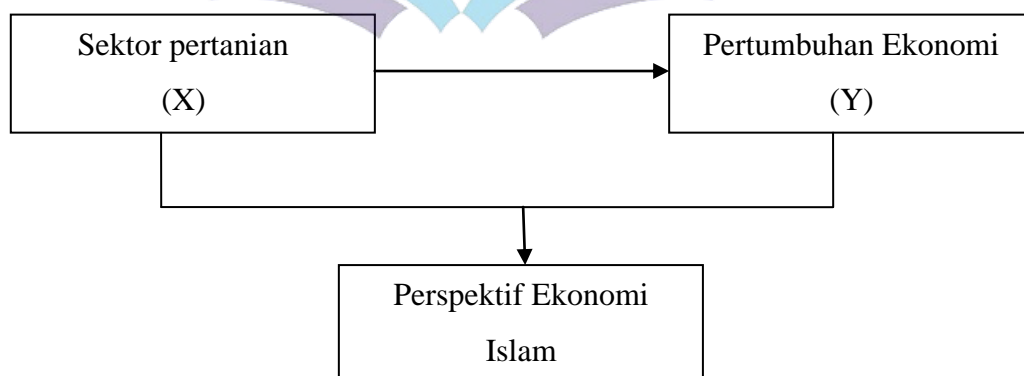 Sektor pertanian
(X)
Pertumbuhan Ekonomi
(Y)
Perspektif Ekonomi
Islam